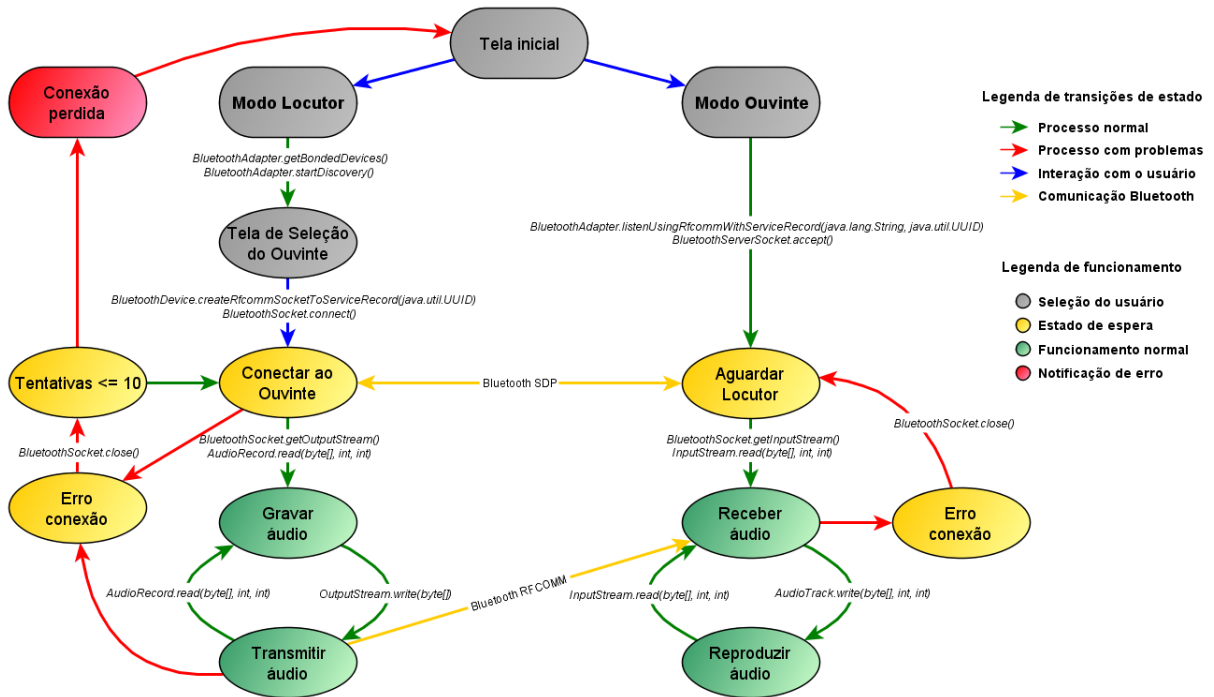 Tela inicial
Conexão
perdida
Modo Locutor
Modo Ouvinte
Legenda de transições de estado
Processo normal
Processo com problemas
Interação com o usuário
Comunicação Bluetooth
BluetoothAdapter.getBondedDevices()
BluetoothAdapter.startDiscovery()
Tela de Seleção
do Ouvinte
BluetoothAdapter.listenUsingRfcommWithServiceRecord(java.lang.String, java.util.UUID)
BluetoothServerSocket.accept()
Legenda de funcionamento
Seleção do usuário
Estado de espera
Funcionamento normal
Notificação de erro
BluetoothDevice.createRfcommSocketToServiceRecord(java.util.UUID)
BluetoothSocket.connect()
Tentativas <= 10
Conectar ao
Ouvinte
Bluetooth SDP
Aguardar
Locutor
BluetoothSocket.close()
BluetoothSocket.getOutputStream()
AudioRecord.read(byte[], int, int)
BluetoothSocket.getInputStream()
InputStream.read(byte[], int, int)
BluetoothSocket.close()
Erro
conexão
Gravar
áudio
Receber
áudio
Erro
conexão
AudioRecord.read(byte[], int, int)
OutputStream.write(byte[])
Bluetooth RFCOMM
InputStream.read(byte[], int, int)
AudioTrack.write(byte[], int, int)
Transmitir
áudio
Reproduzir
áudio